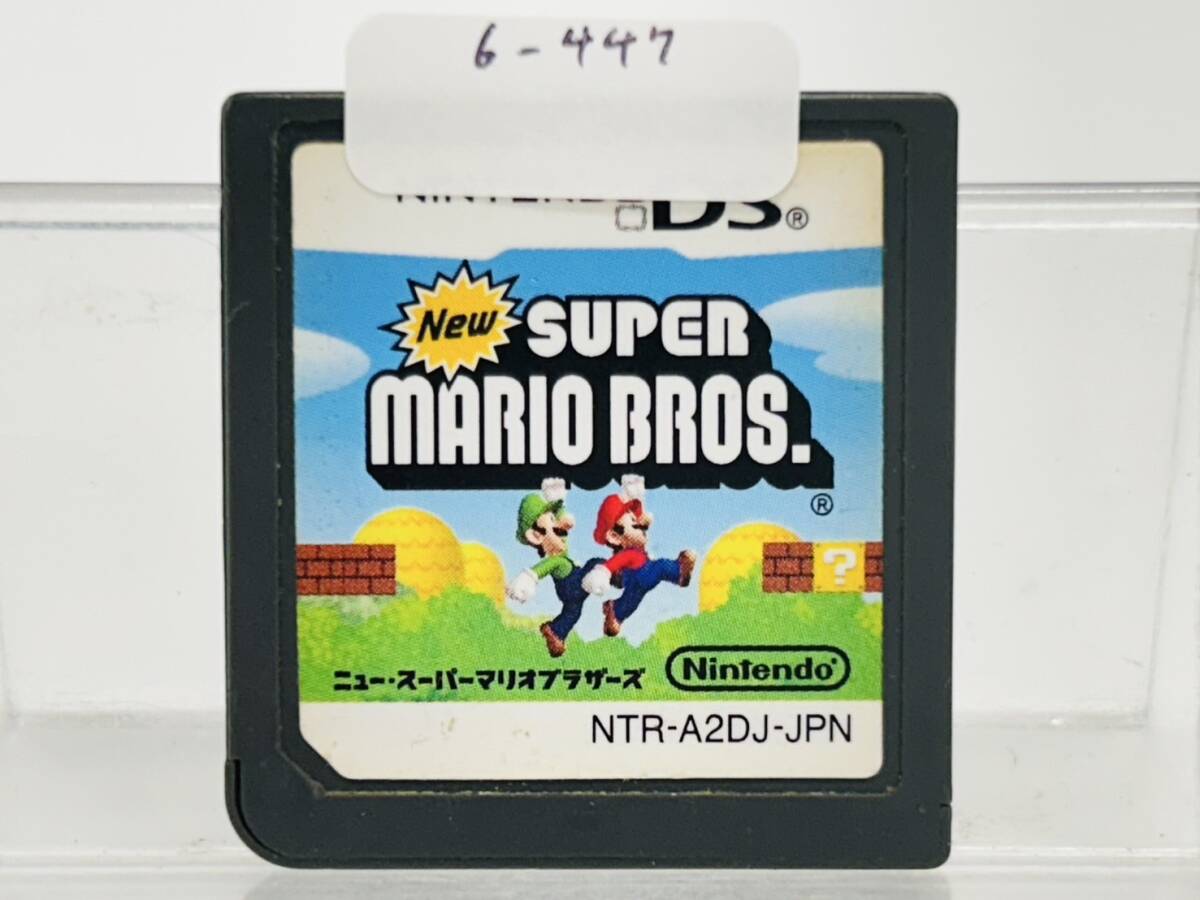 6-447
NINTENDO DS®
New SUPER
MARIO BROS.
®
?
ニュー・スーパーマリオブラザーズ
Nintendo®
NTR-A2DJ-JPN